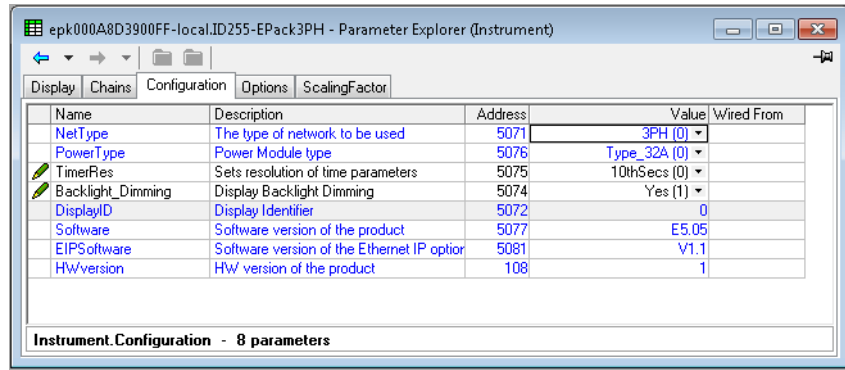 epk000A8D3900FF-local.ID255-EPack3PH - Parameter Explorer (Instrument)
Display Chains Configuration Options ScalingFactor
Name Description Address Value Wired From
NetType The type of network to be used 5071 3PH (0)
PowerType Power Module type 5076 Type_32A (0)
TimerRes Sets resolution of time parameters 5075 10thSecs (0)
Backlight_Dimming Display Backlight Dimming 5074 Yes (1)
DisplayID Display Identifier 5072 0
Software Software version of the product 5077 E5.05
EIPSoftware Software version of the Ethernet IP option 5081 V1.1
HWversion HW version of the product 108 1
Instrument.Configuration - 8 parameters